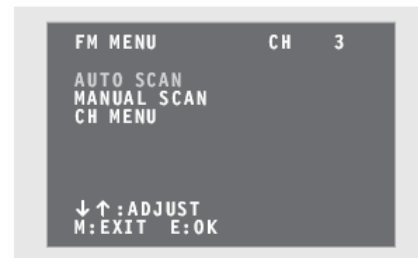 FM MENU CH 3
AUTO SCAN
MANUAL SCAN
CH MENU
↓↑:ADJUST
M:EXIT E:OK